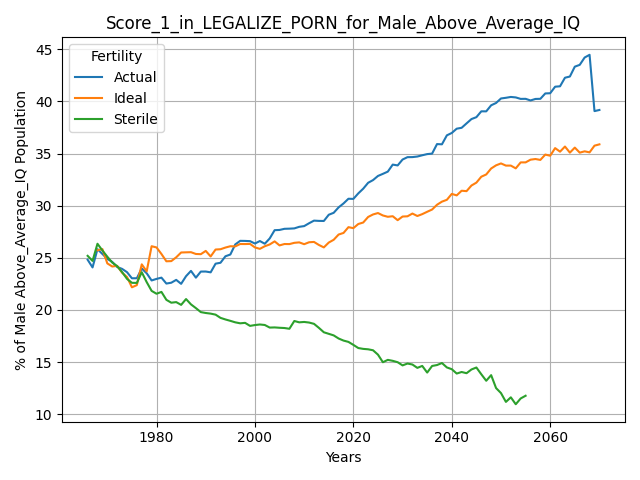 Score_1_in_LEGALIZE_PORN_for_Male_Above_Average_IQ
% of Male Above_Average_IQ Population
45
40
35
30
25
20
15
10
Fertility
Actual
Ideal
Sterile
1980 2000 2020 2040 2060
Years